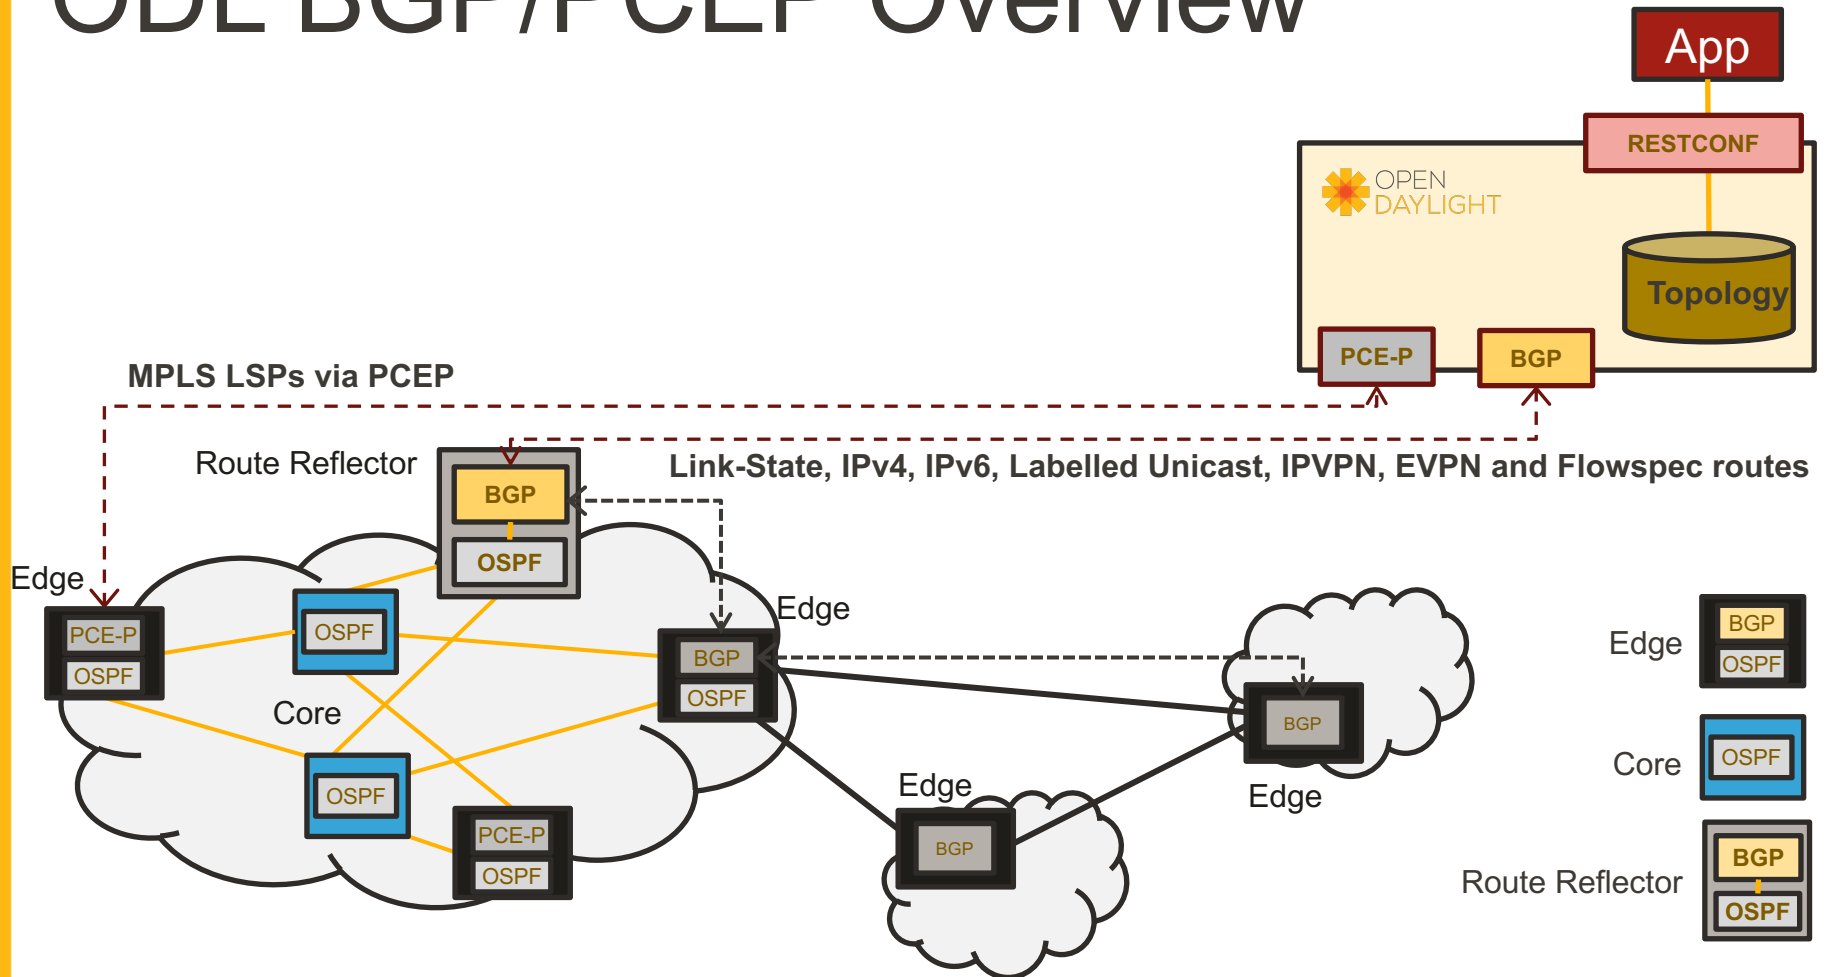 ODL BGP/PCEP Overview
App
RESTCONF
OPEN
DAYLIGHT
Topology
PCE-P
BGP
MPLS LSPs via PCEP
Route Reflector
Link-State, IPv4, IPv6, Labelled Unicast, IPVPN, EVPN and Flowspec routes
BGP
OSPF
Edge
PCE-P
OSPF
OSPF
Edge
BGP
OSPF
Core
OSPF
PCE-P
OSPF
Edge
BGP
BGP
Edge
Edge
BGP
OSPF
Core
OSPF
Route Reflector
BGP
OSPF